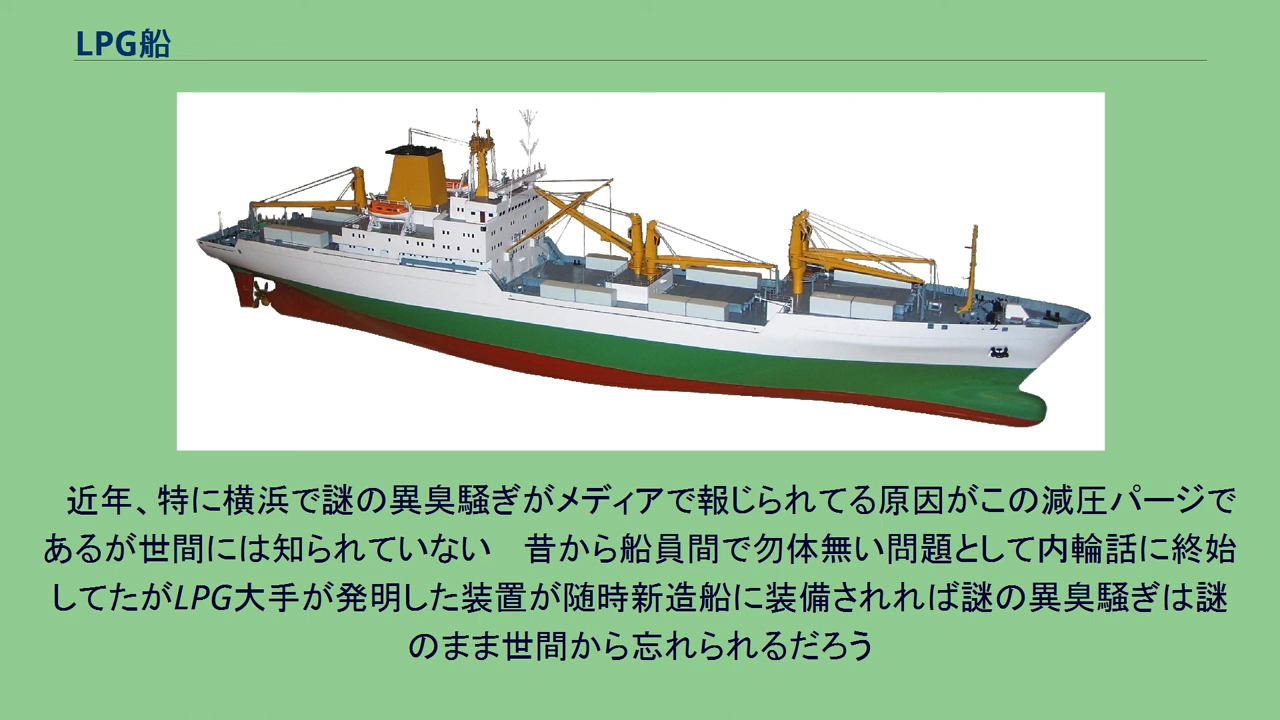 LPG船
近年、特に横浜で謎の異臭騒ぎがメディアで報じられてる原因がこの減圧パージで
あるが世間には知られていない　昔から船員間で勿体無い問題として内輪話に終始
してたがLPG大手が発明した装置が随時新造船に装備されれば謎の異臭騒ぎは謎
のまま世間から忘れられるだろう